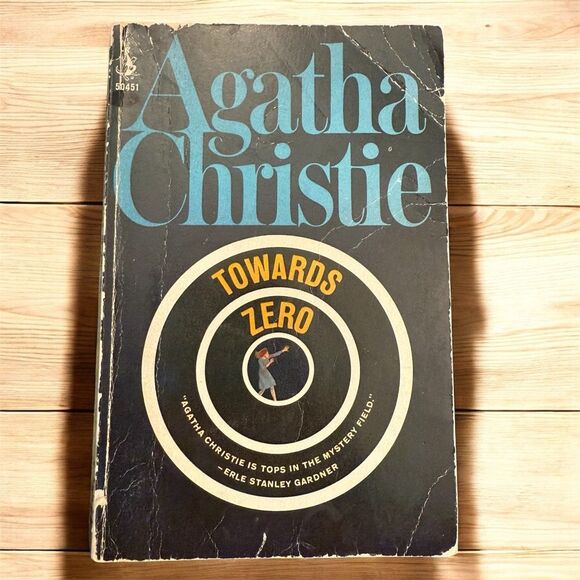 50451
Agatha
Christie
TOWARDS
ZERO
"AGATHA CHRISTIE IS TOPS IN THE MYSTERY FIELD."
–ERLE STANLEY GARDNER